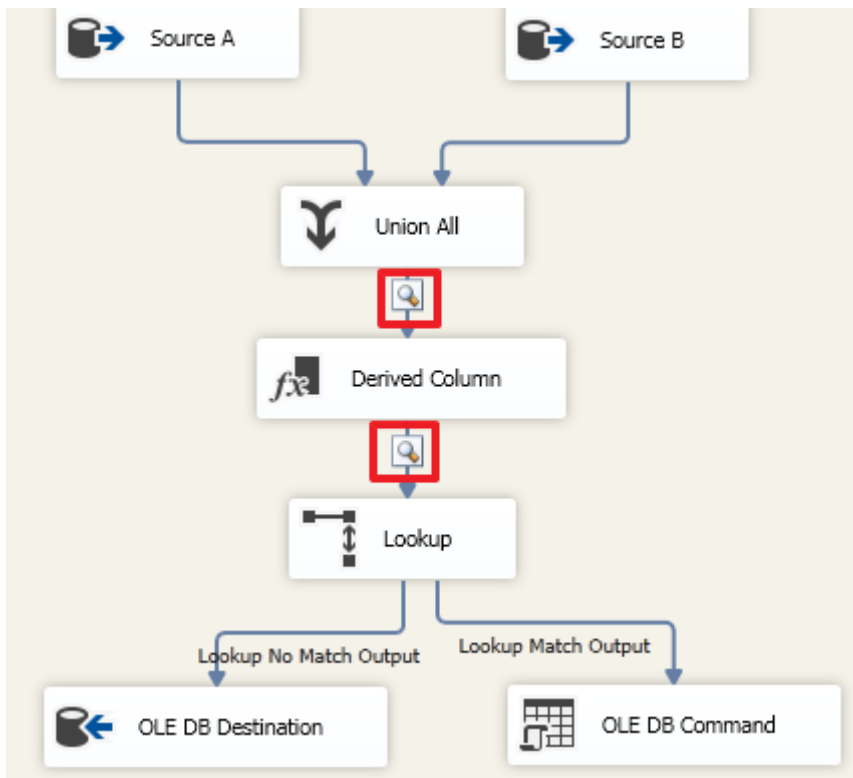 Source A
Source B
Union All
Derived Column
Lookup
Lookup No Match Output
Lookup Match Output
OLE DB Destination
OLE DB Command